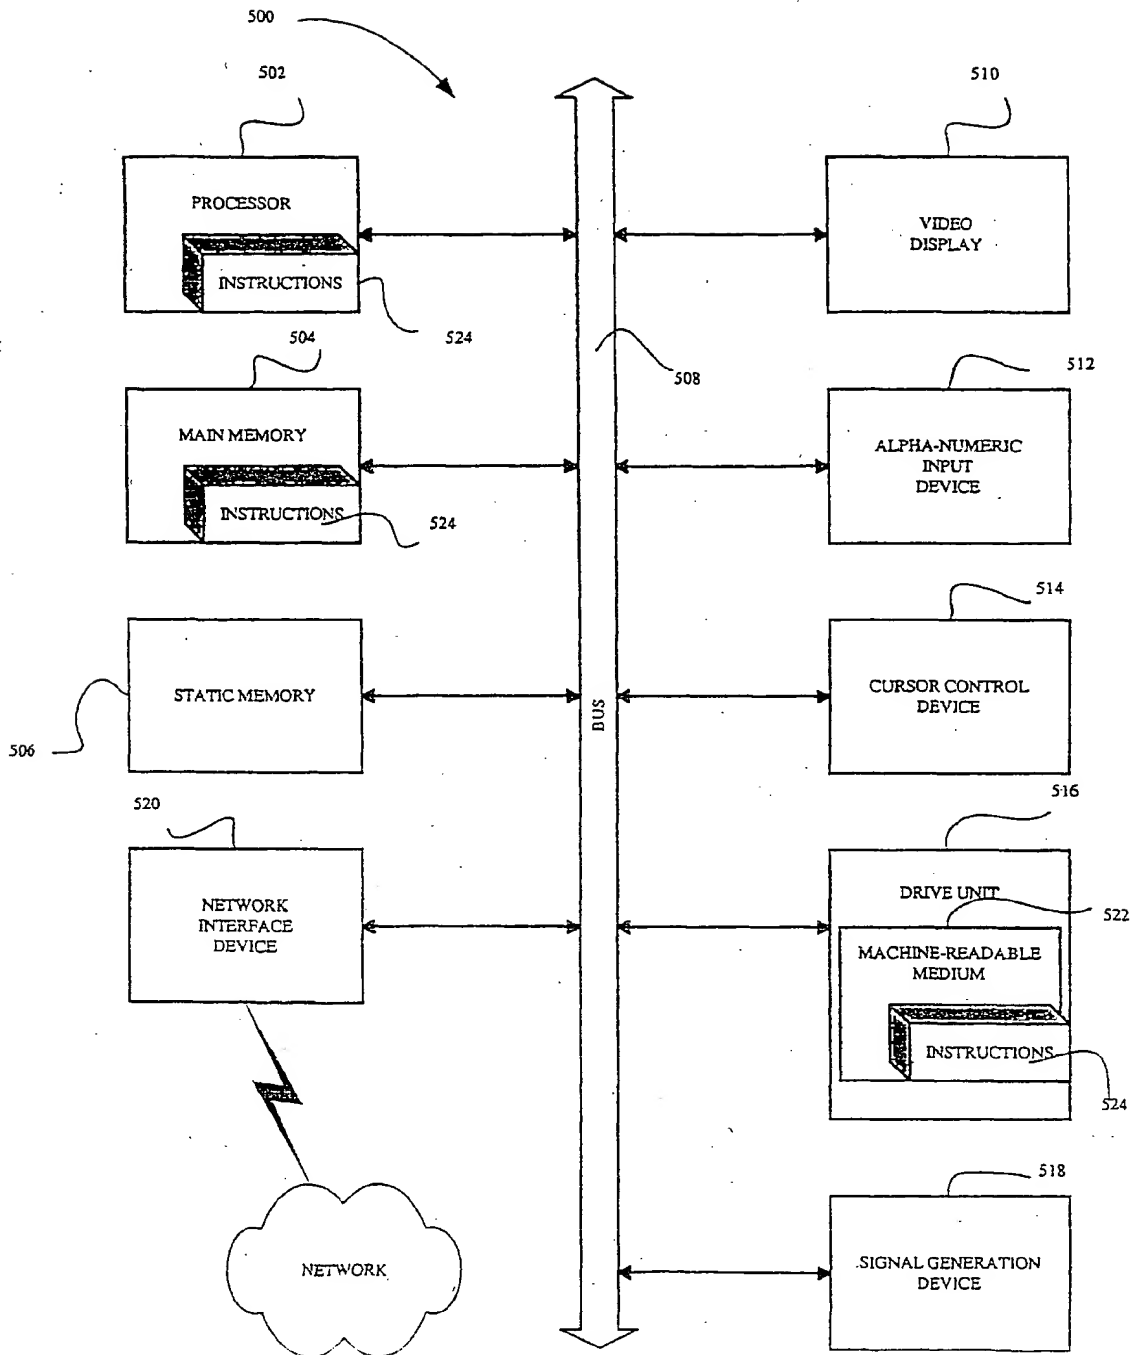 500
502
510
PROCESSOR
INSTRUCTIONS
524
VIDEO
DISPLAY
504
508
512
MAIN MEMORY
INSTRUCTIONS
524
ALPHA-NUMERIC
INPUT
DEVICE
514
STATIC MEMORY
506
BUS
CURSOR CONTROL
DEVICE
520
516
NETWORK
INTERFACE
DEVICE
DRIVE UNIT
522
MACHINE-READABLE
MEDIUM
INSTRUCTIONS
524
518
NETWORK
SIGNAL GENERATION
DEVICE